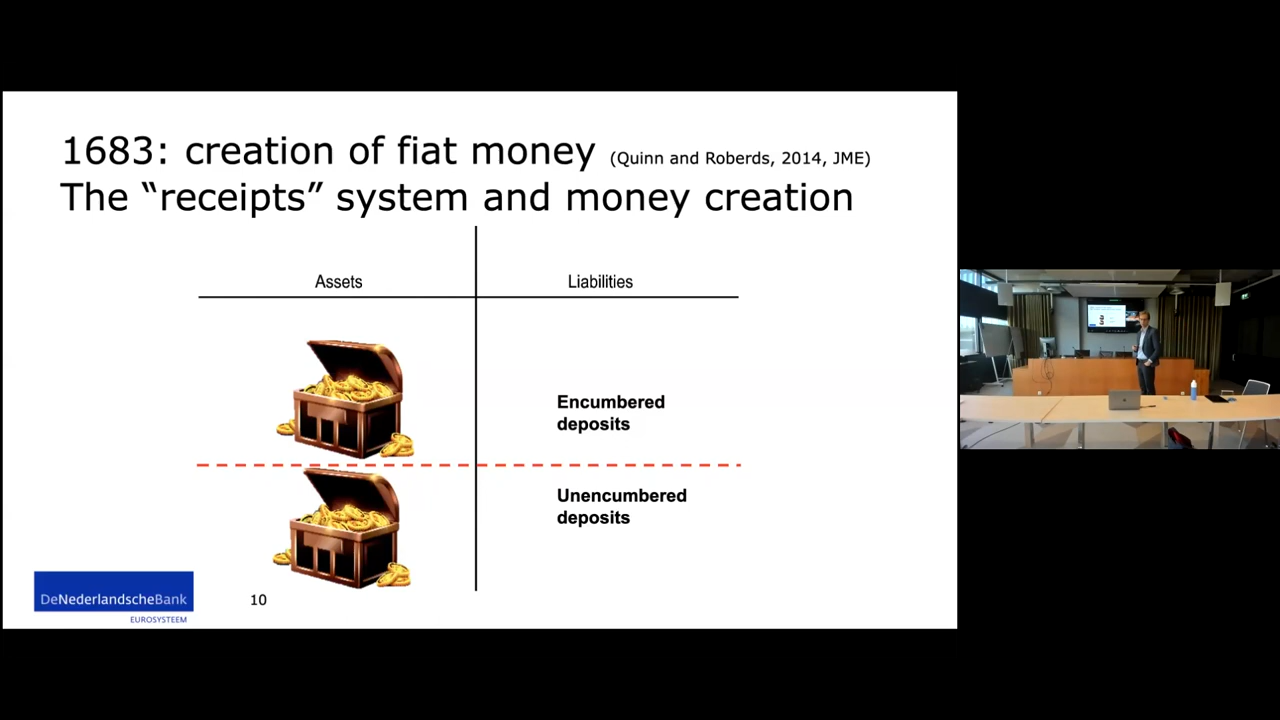 1683: creation of fiat money (Quinn and Roberds, 2014, JME)
The “receipts” system and money creation
Assets
Liabilities
Encumbered
deposits
Unencumbered
deposits
DeNederlandscheBank
EUROSYSTEEM
10